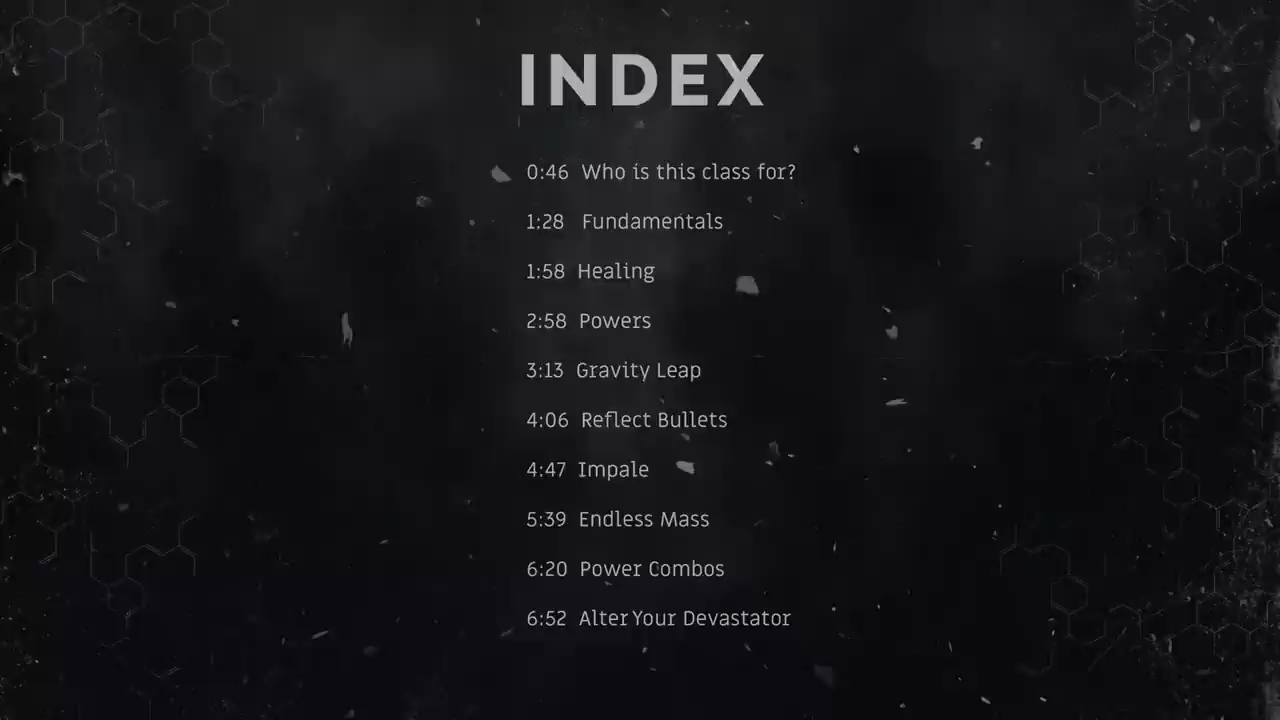 INDEX
0:46 Who is this class for?
1:28 Fundamentals
1:58 Healing
2:58 Powers
3:13 Gravity Leap
4:06 Reflect Bullets
4:47 Impale
5:39 Endless Mass
6:20 Power Combos
6:52 Alter Your Devastator